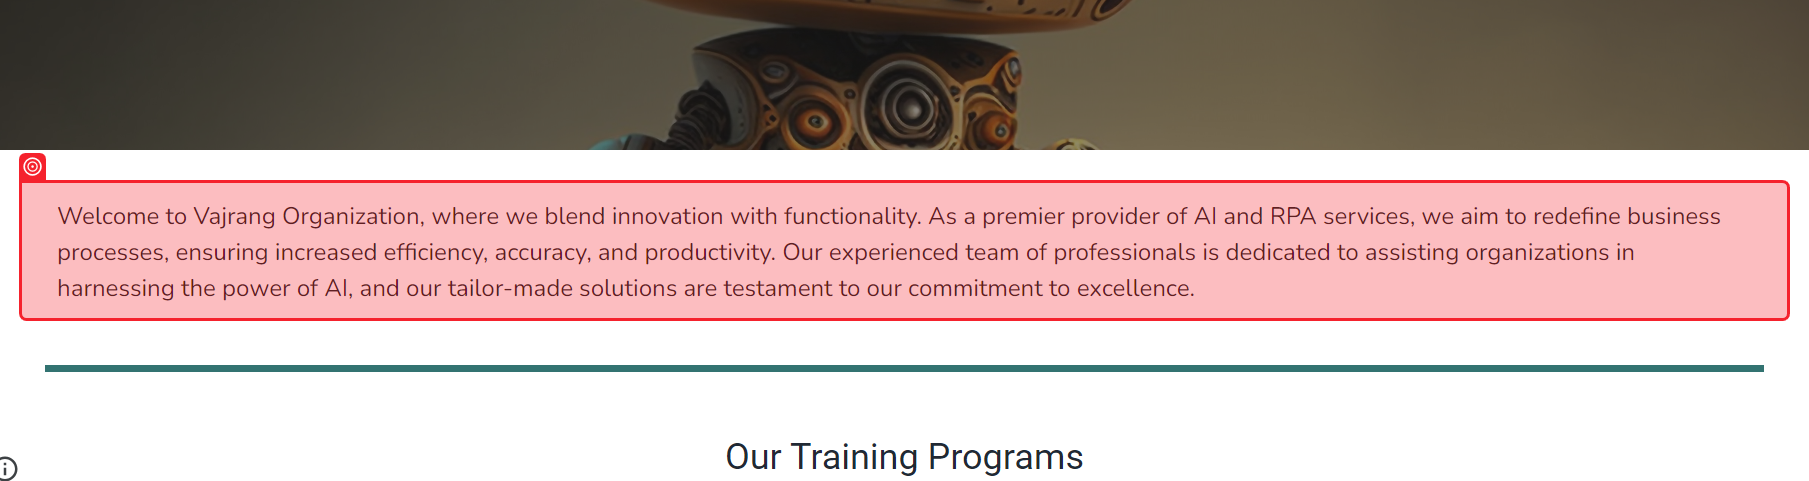 Welcome to Vajrang Organization, where we blend innovation with functionality. As a premier provider of AI and RPA services, we aim to redefine business
processes, ensuring increased efficiency, accuracy, and productivity. Our experienced team of professionals is dedicated to assisting organizations in
harnessing the power of AI, and our tailor-made solutions are testament to our commitment to excellence.
Our Training Programs